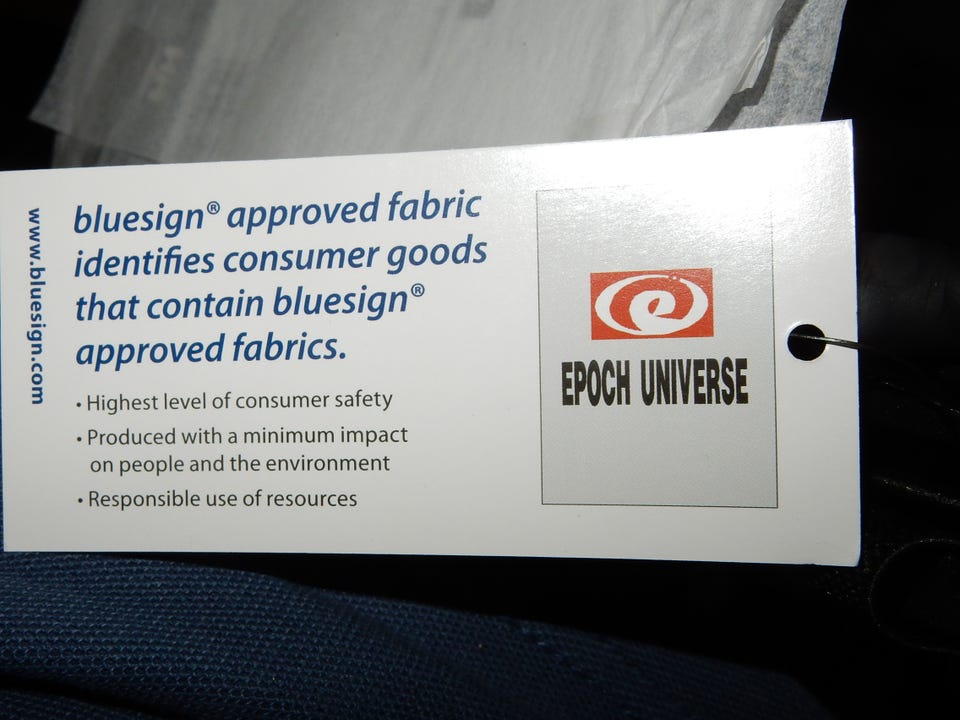 www.bluesign.com
bluesign® approved fabric
identifies consumer goods
that contain bluesign®
approved fabrics.
• Highest level of consumer safety
• Produced with a minimum impact
on people and the environment
• Responsible use of resources
EPOCH UNIVERSE